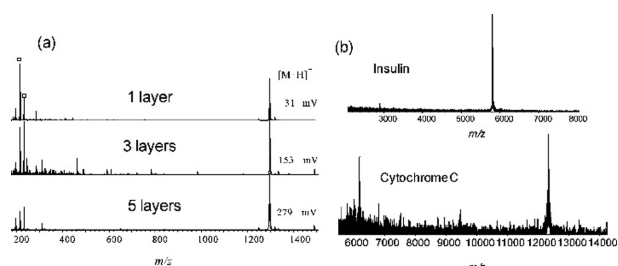 (a)
[M-H]⁻
1 layer
31 mV
3 layers
153 mV
5 layers
279 mV
200 400 600 800 1000 1200 1400
m/z
(b)
Insulin
3000 4000 5000 6000 7000 8000
m/z
Cytochrome C
6000 7000 8000 9000 10000 11000 12000 13000 14000